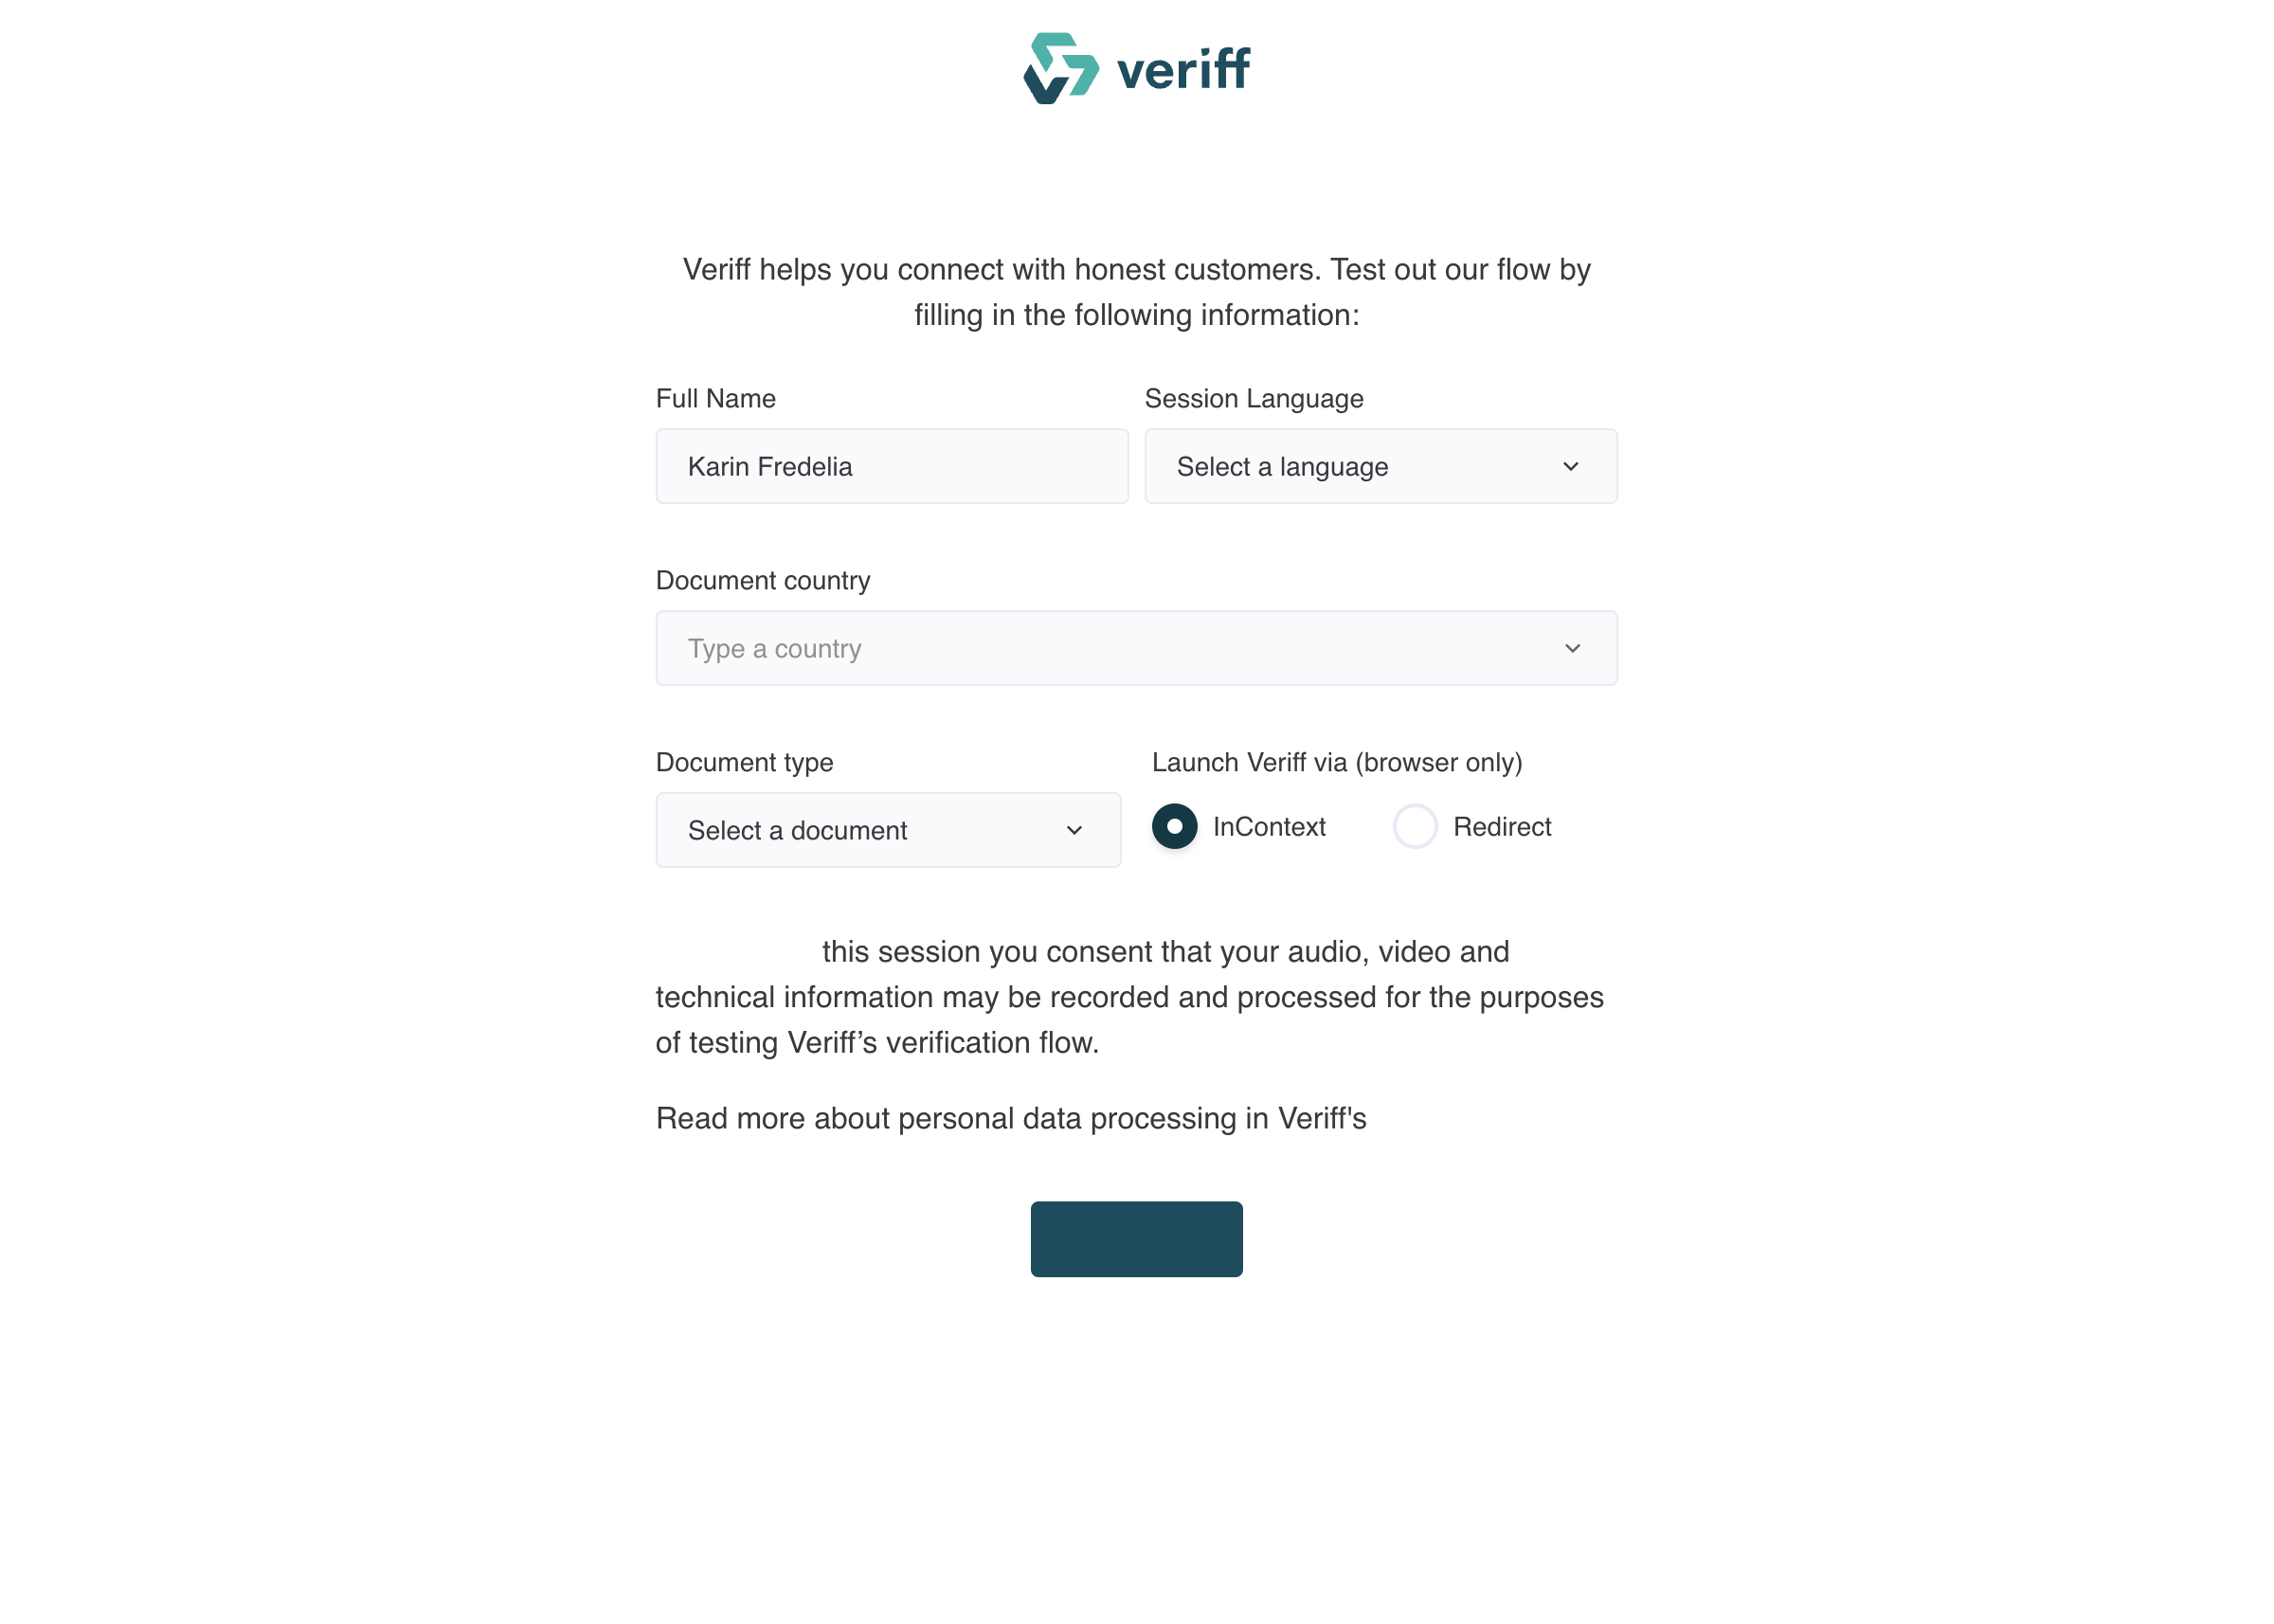 veriff
Veriff helps you connect with honest customers. Test out our flow by
filling in the following information:
Full Name
Session Language
Karin Fredelia
Select a language
Document country
Type a country
Document type
Launch Veriff via (browser only)
Select a document
InContext
Redirect
this session you consent that your audio, video and
technical information may be recorded and processed for the purposes
of testing Veriff’s verification flow.
Read more about personal data processing in Veriff's